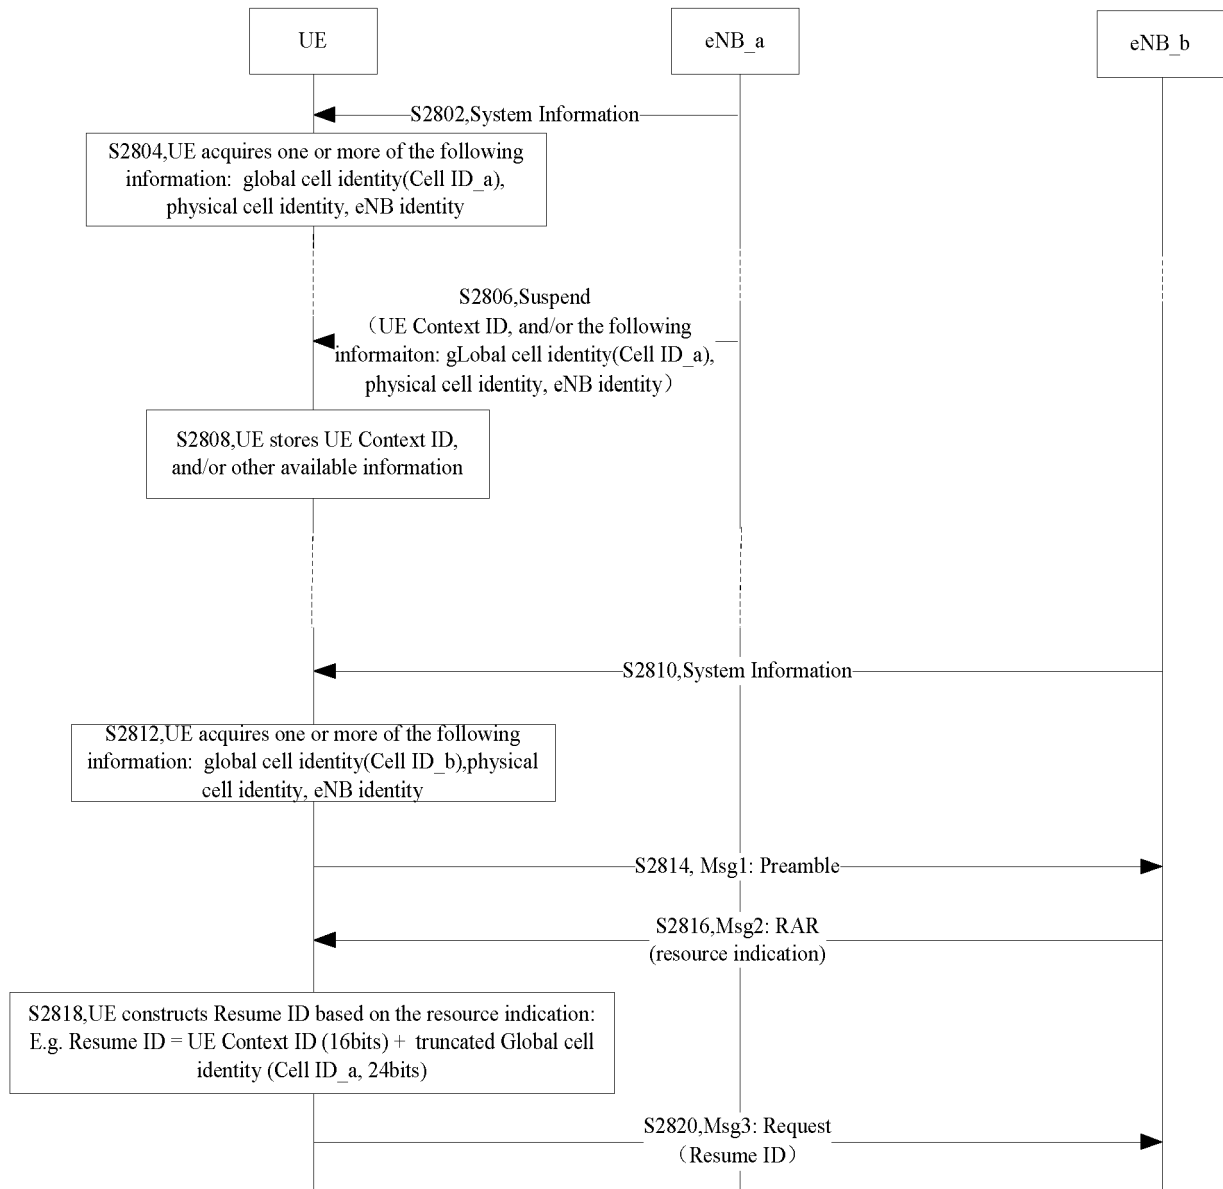 UE
eNB_a
eNB_b
S2802,System Information
S2804,UE acquires one or more of the following
information:  global cell identity(Cell ID_a),
physical cell identity, eNB identity
S2806,Suspend
（UE Context ID, and/or the following
informaiton: gLobal cell identity(Cell ID_a),
physical cell identity, eNB identity）
S2808,UE stores UE Context ID,
and/or other available information
S2810,System Information
S2812,UE acquires one or more of the following
information:  global cell identity(Cell ID_b),physical
cell identity, eNB identity
S2814, Msg1: Preamble
S2816,Msg2: RAR
(resource indication)
S2818,UE constructs Resume ID based on the resource indication:
E.g. Resume ID = UE Context ID (16bits) +  truncated Global cell
identity (Cell ID_a, 24bits)
S2820,Msg3: Request
（Resume ID）